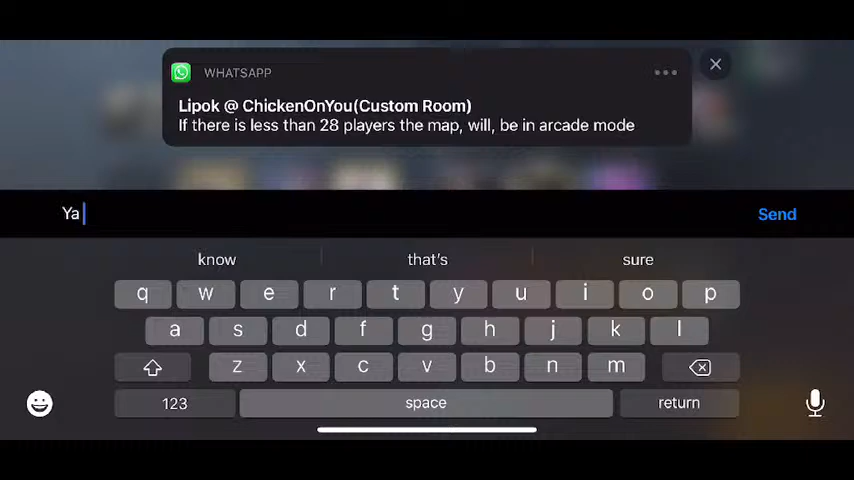 WHATSAPP
Lipok @ ChickenOnYou(Custom Room)
If there is less than 28 players the map, will, be in arcade mode
Ya
Send
know that's sure
q w e r t y u i o p
a s d f g h j k l
z x c v b n m
123 space return